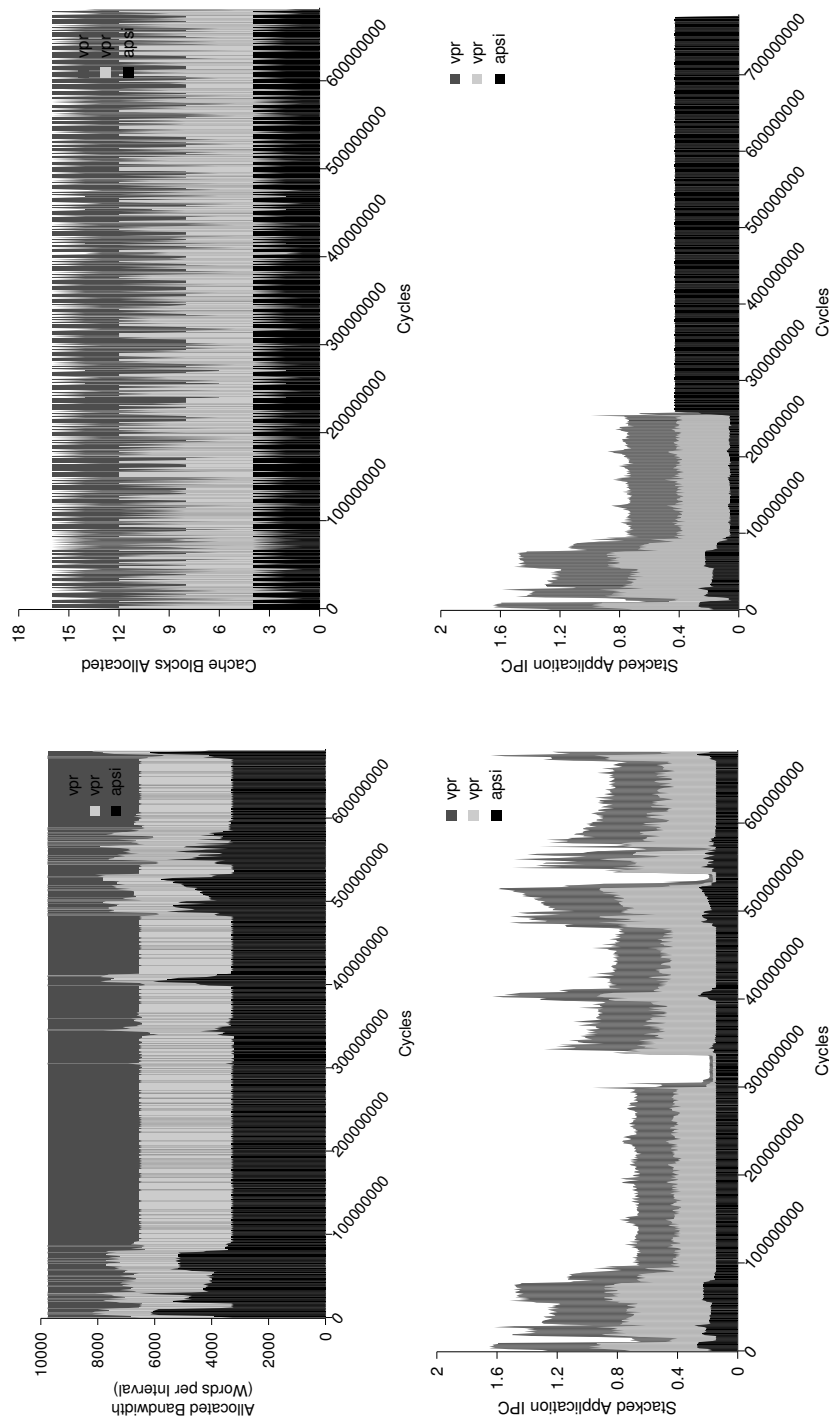 Allocated Bandwidth
(Words per Interval)
10000
8000
6000
4000
2000
0
vpr
vpr
apsi
0
100000000
200000000
300000000
400000000
500000000
600000000
Cycles
Cache Blocks Allocated
18
15
12
9
6
3
0
vpr
vpr
apsi
0
100000000
200000000
300000000
400000000
500000000
600000000
Cycles
Stacked Application IPC
2
1.6
1.2
0.8
0.4
0
vpr
vpr
apsi
0
100000000
200000000
300000000
400000000
500000000
600000000
Cycles
Stacked Application IPC
2
1.6
1.2
0.8
0.4
0
vpr
vpr
apsi
0
100000000
200000000
300000000
400000000
500000000
600000000
700000000
Cycles